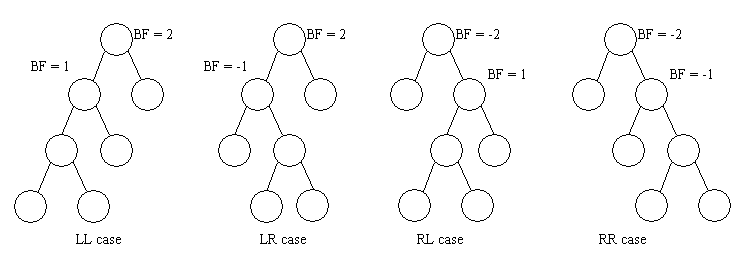 BF = 2
BF = 1
LL case
BF = 2
BF = -1
LR case
BF = -2
BF = 1
RL case
BF = -2
BF = -1
RR case